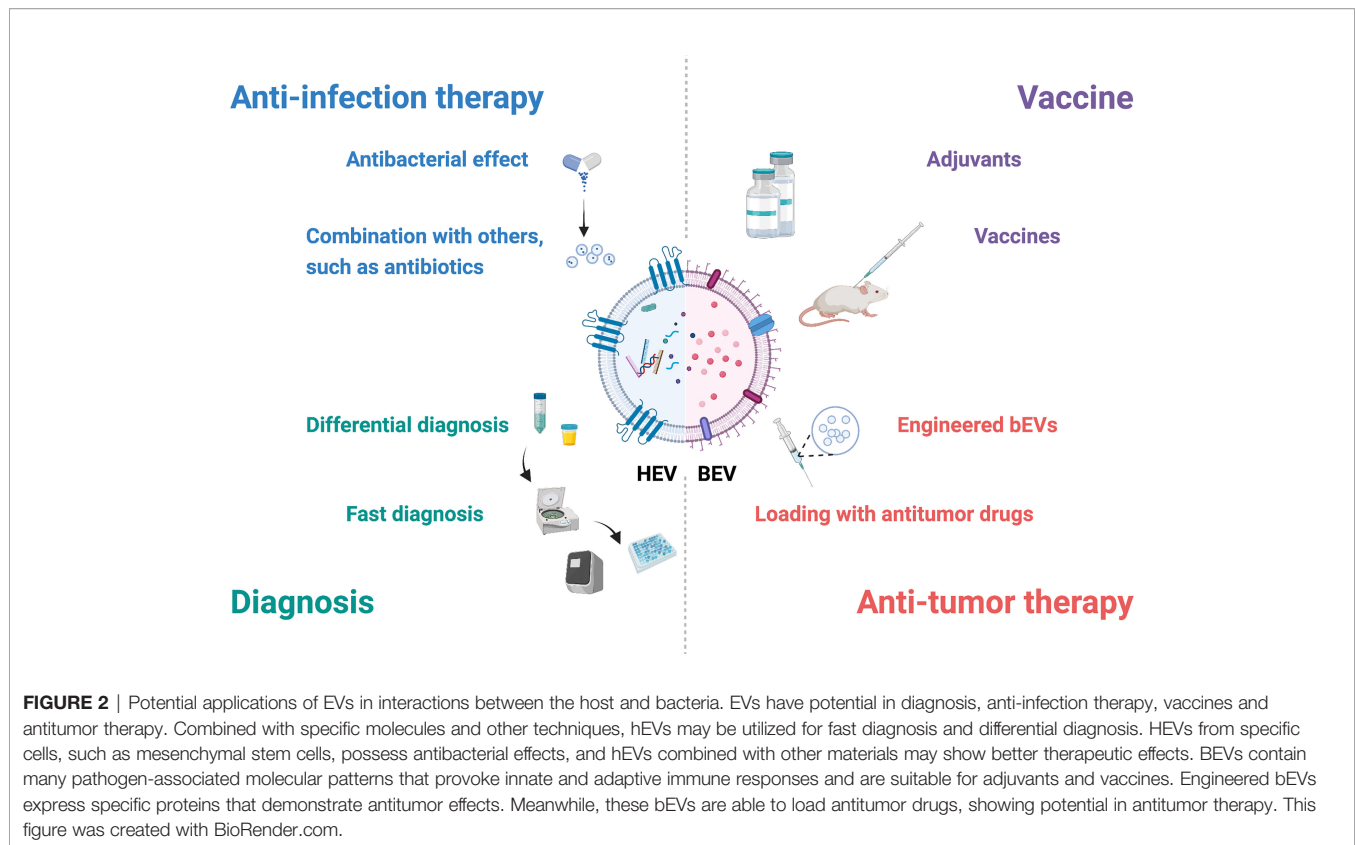 Anti-infection therapy
Antibacterial effect
Combination with others,
such as antibiotics
Vaccine
Adjuvants
Vaccines
Differential diagnosis
Fast diagnosis
Diagnosis
HEV
BEV
Engineered bEVs
Loading with antitumor drugs
Anti-tumor therapy
FIGURE 2 | Potential applications of EVs in interactions between the host and bacteria. EVs have potential in diagnosis, anti-infection therapy, vaccines and
antitumor therapy. Combined with specific molecules and other techniques, hEVs may be utilized for fast diagnosis and differential diagnosis. HEVs from specific
cells, such as mesenchymal stem cells, possess antibacterial effects, and hEVs combined with other materials may show better therapeutic effects. BEVs contain
many pathogen-associated molecular patterns that provoke innate and adaptive immune responses and are suitable for adjuvants and vaccines. Engineered bEVs
express specific proteins that demonstrate antitumor effects. Meanwhile, these bEVs are able to load antitumor drugs, showing potential in antitumor therapy. This
figure was created with BioRender.com.